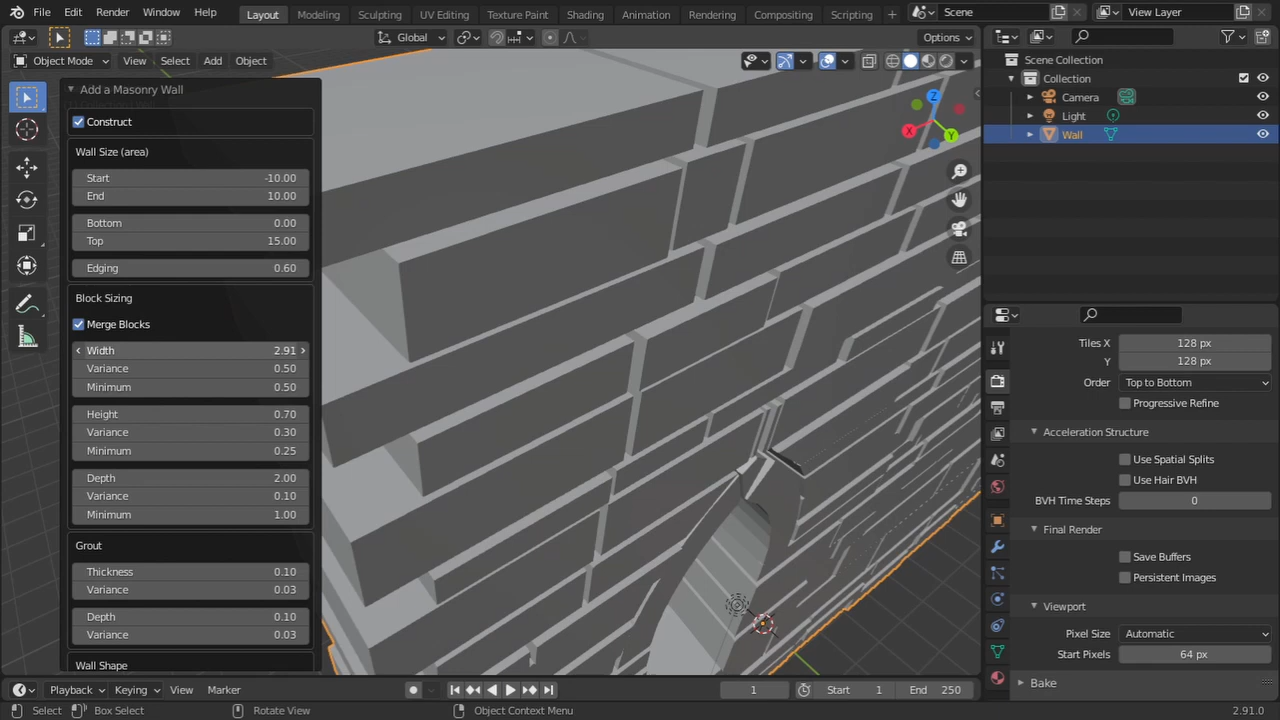 File Edit Render Window Help Layout Modeling Sculpting UV Editing Texture Paint Shading Animation Rendering Compositing Scripting + Scene View Layer
Global Options
Object Mode View Select Add Object
Add a Masonry Wall
Construct
Wall Size (area)
Start -10.00
End 10.00
Bottom 0.00
Top 15.00
Edging 0.60
Block Sizing
Merge Blocks
Width 2.91
Variance 0.50
Minimum 0.50
Height 0.70
Variance 0.30
Minimum 0.25
Depth 2.00
Variance 0.10
Minimum 1.00
Grout
Thickness 0.10
Variance 0.03
Depth 0.10
Variance 0.03
Wall Shape
Z
X
Y
Scene Collection
Collection
Camera
Light
Wall
Tiles X 128 px
Y 128 px
Order Top to Bottom
Progressive Refine
Acceleration Structure
Use Spatial Splits
Use Hair BVH
BVH Time Steps 0
Final Render
Save Buffers
Persistent Images
Viewport
Pixel Size Automatic
Start Pixels 64 px
Bake
Playback Keying View Marker 1 Start 1 End 250
Select Box Select Rotate View Object Context Menu 2.91.0